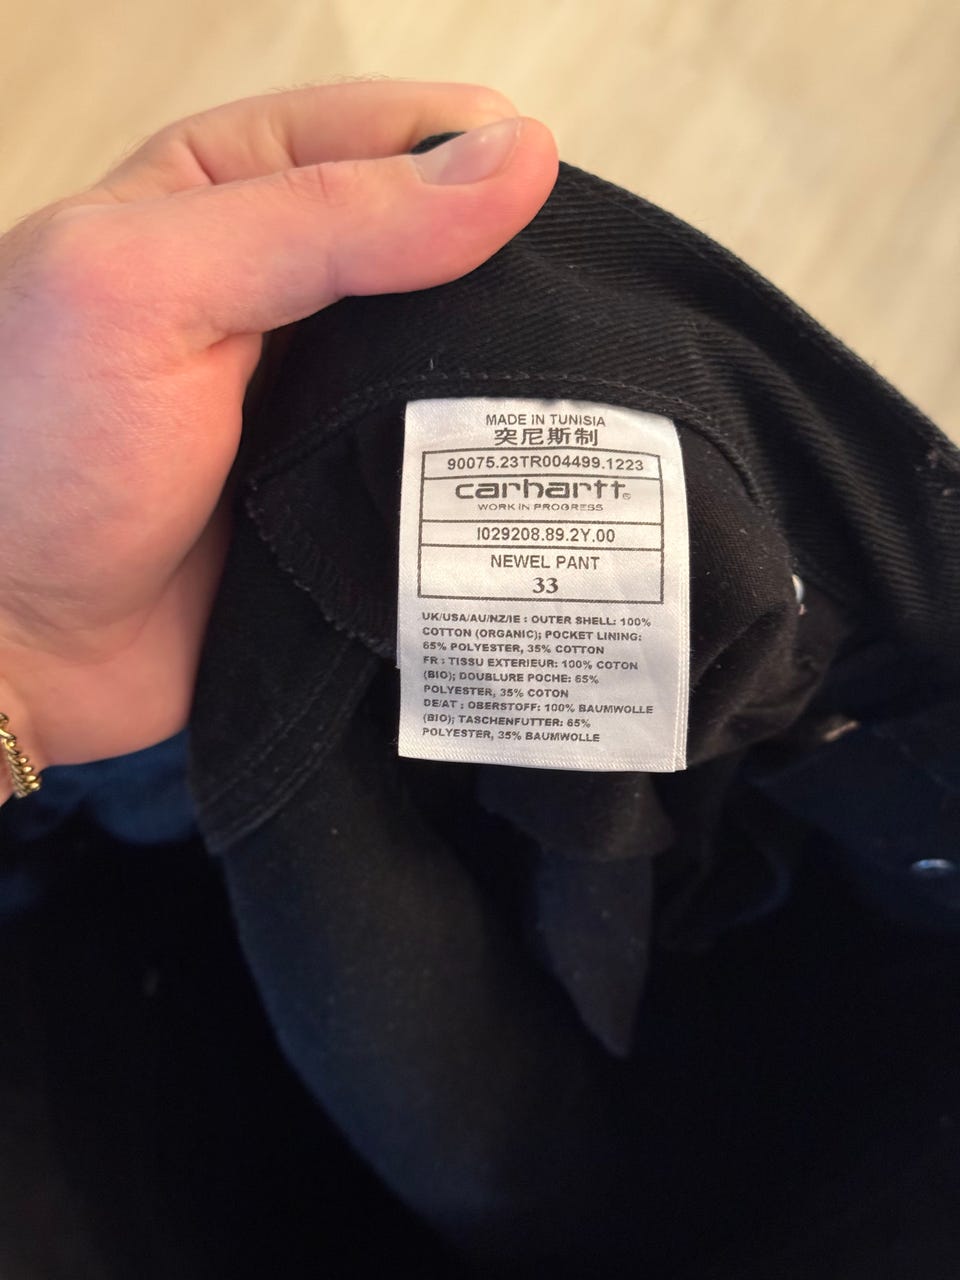 MADE IN TUNISIA
突尼斯制
90075.23TR004499.1223
carhartt®
WORK IN PROGRESS
I029208.89.2Y.00
NEWEL PANT
33
UK/USA/AU/NZ/IE : OUTER SHELL: 100%
COTTON (ORGANIC); POCKET LINING:
65% POLYESTER, 35% COTTON
FR : TISSU EXTERIEUR: 100% COTON
(BIO); DOUBLURE POCHE: 65%
POLYESTER, 35% COTON
DE/AT : OBERSTOFF: 100% BAUMWOLLE
(BIO); TASCHENFUTTER: 65%
POLYESTER, 35% BAUMWOLLE